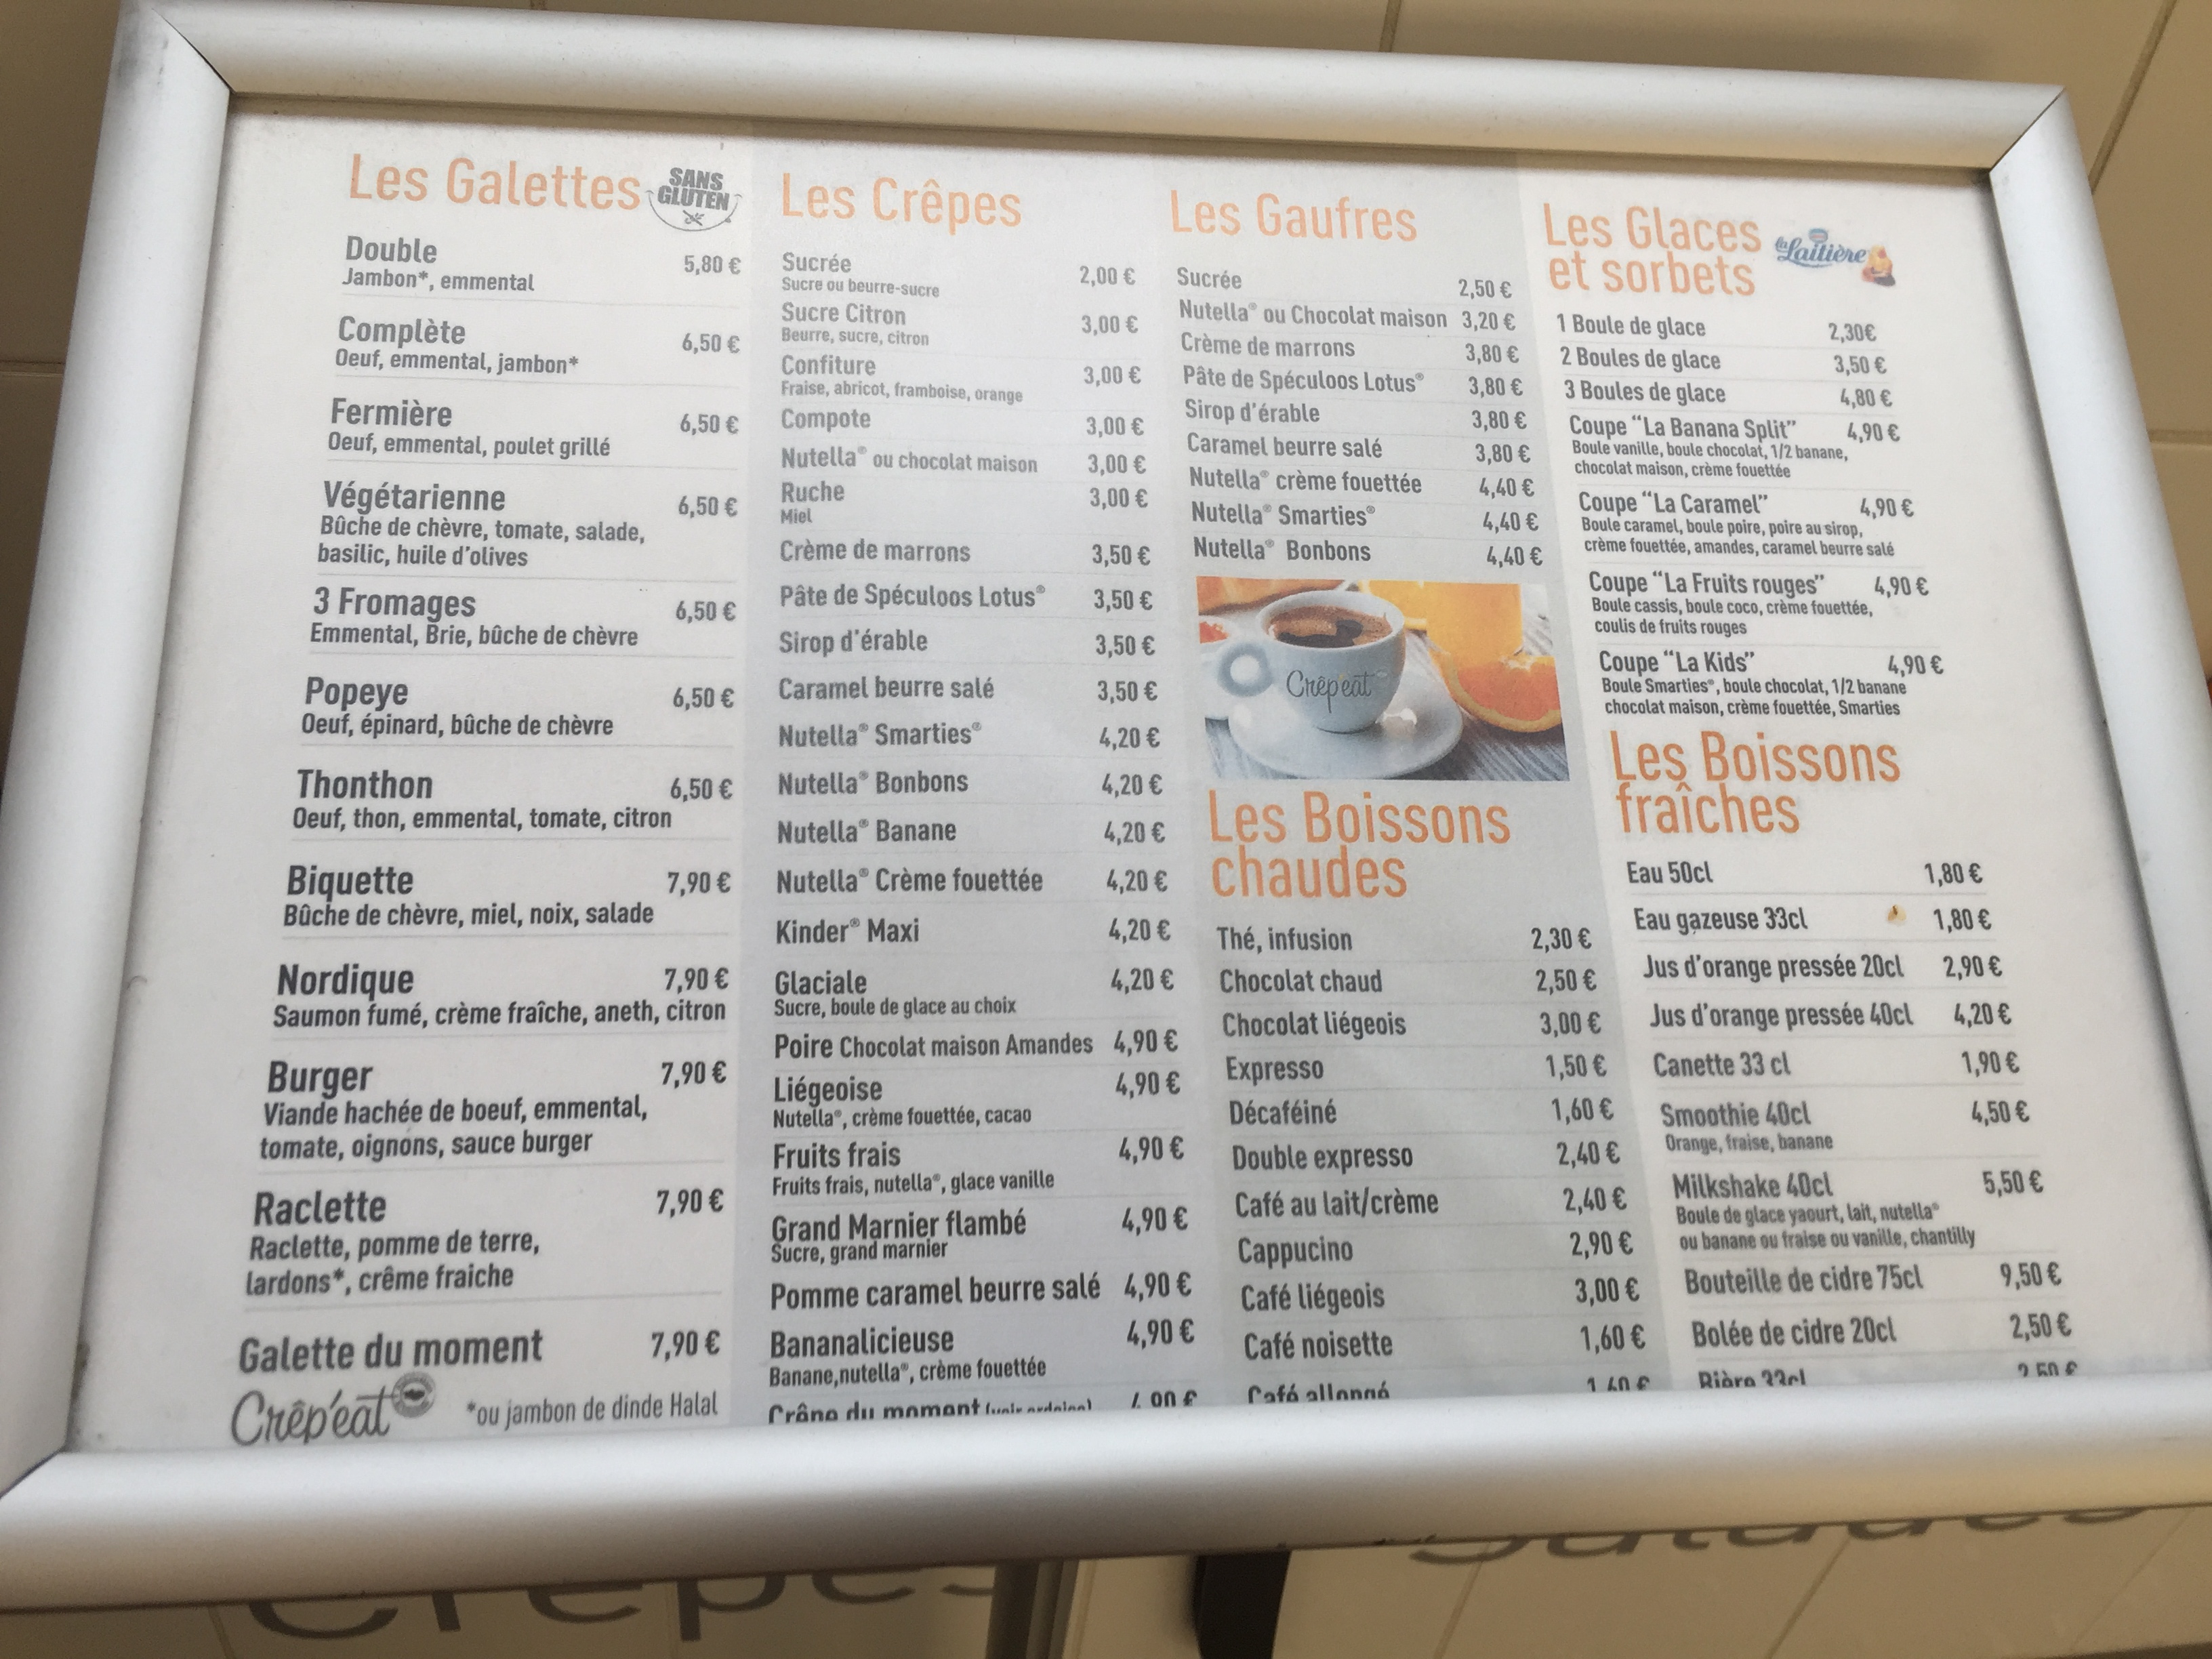 Les Galettes
SANS
GLUTEN
Double 5,80 €
Jambon*, emmental
Complète 6,50 €
Oeuf, emmental, jambon*
Fermière 6,50 €
Oeuf, emmental, poulet grillé
Végétarienne 6,50 €
Bûche de chèvre, tomate, salade,
basilic, huile d'olives
3 Fromages 6,50 €
Emmental, Brie, bûche de chèvre
Popeye 6,50 €
Oeuf, épinard, bûche de chèvre
Thonthon 6,50 €
Oeuf, thon, emmental, tomate, citron
Biquette 7,90 €
Bûche de chèvre, miel, noix, salade
Nordique 7,90 €
Saumon fumé, crème fraîche, aneth, citron
Burger 7,90 €
Viande hachée de boeuf, emmental,
tomate, oignons, sauce burger
Raclette 7,90 €
Raclette, pomme de terre,
lardons*, crême fraiche
Galette du moment 7,90 €
Crêp'eat
*ou jambon de dinde Halal
Les Crêpes
Sucrée 2,00 €
Sucre ou beurre-sucre
Sucre Citron 3,00 €
Beurre, sucre, citron
Confiture 3,00 €
Fraise, abricot, framboise, orange
Compote 3,00 €
Nutella® ou chocolat maison 3,00 €
Ruche 3,00 €
Miel
Crème de marrons 3,50 €
Pâte de Spéculoos Lotus® 3,50 €
Sirop d'érable 3,50 €
Caramel beurre salé 3,50 €
Nutella® Smarties® 4,20 €
Nutella® Bonbons 4,20 €
Nutella® Banane 4,20 €
Nutella® Crème fouettée 4,20 €
Kinder® Maxi 4,20 €
Glaciale 4,20 €
Sucre, boule de glace au choix
Poire Chocolat maison Amandes 4,90 €
Liégeoise 4,90 €
Nutella®, crème fouettée, cacao
Fruits frais 4,90 €
Fruits frais, nutella®, glace vanille
Grand Marnier flambé 4,90 €
Sucre, grand marnier
Pomme caramel beurre salé 4,90 €
Bananalicieuse 4,90 €
Banane,nutella®, crème fouettée
Crêpe du moment (voir ardoise) 4,90 €
Les Gaufres
Sucrée 2,50 €
Nutella® ou Chocolat maison 3,20 €
Crème de marrons 3,80 €
Pâte de Spéculoos Lotus® 3,80 €
Sirop d'érable 3,80 €
Caramel beurre salé 3,80 €
Nutella® crème fouettée 4,40 €
Nutella® Smarties® 4,40 €
Nutella® Bonbons 4,40 €
Crêp'eat
Les Boissons
chaudes
Thé, infusion 2,30 €
Chocolat chaud 2,50 €
Chocolat liégeois 3,00 €
Expresso 1,50 €
Décaféiné 1,60 €
Double expresso 2,40 €
Café au lait/crème 2,40 €
Cappucino 2,90 €
Café liégeois 3,00 €
Café noisette 1,60 €
Café allongé 1,60 €
Les Glaces
et sorbets
la Laitière
1 Boule de glace 2,30€
2 Boules de glace 3,50 €
3 Boules de glace 4,80 €
Coupe "La Banana Split" 4,90 €
Boule vanille, boule chocolat, 1/2 banane,
chocolat maison, crème fouettée
Coupe "La Caramel" 4,90 €
Boule caramel, boule poire, poire au sirop,
crème fouettée, amandes, caramel beurre salé
Coupe "La Fruits rouges" 4,90 €
Boule cassis, boule coco, crème fouettée,
coulis de fruits rouges
Coupe "La Kids" 4,90 €
Boule Smarties®, boule chocolat, 1/2 banane
chocolat maison, crème fouettée, Smarties
Les Boissons
fraîches
Eau 50cl 1,80 €
Eau gazeuse 33cl 1,80 €
Jus d'orange pressée 20cl 2,90 €
Jus d'orange pressée 40cl 4,20 €
Canette 33 cl 1,90 €
Smoothie 40cl 4,50 €
Orange, fraise, banane
Milkshake 40cl 5,50 €
Boule de glace yaourt, lait, nutella®
ou banane ou fraise ou vanille, chantilly
Bouteille de cidre 75cl 9,50 €
Bolée de cidre 20cl 2,50 €
Bière 33cl 2,50 €
Crêpes
Salades